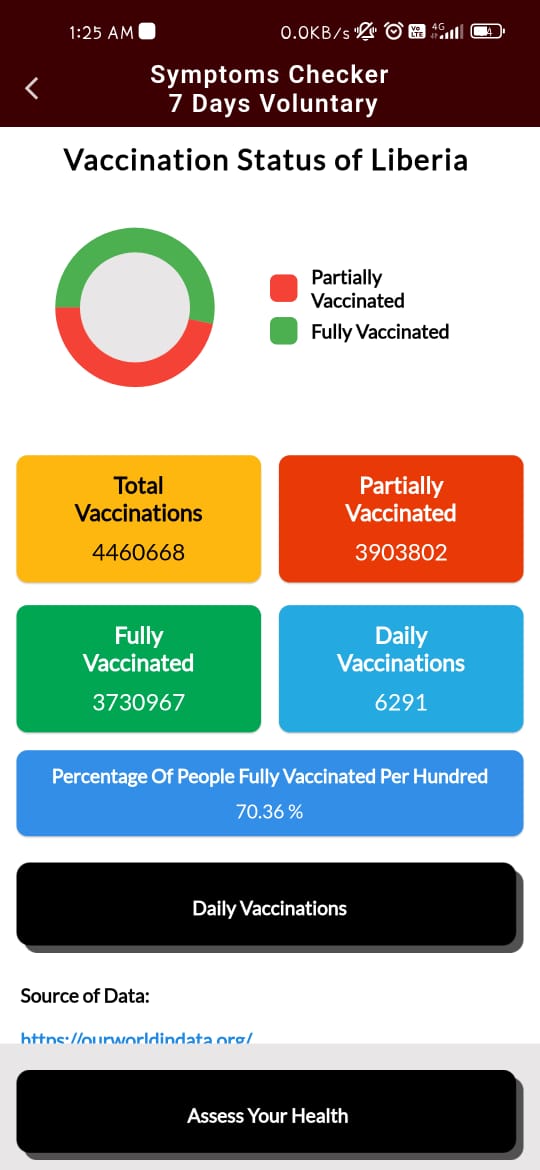 1:25 AM 0.0KB/s 4G
Symptoms Checker
7 Days Voluntary
Vaccination Status of Liberia
Partially
Vaccinated
Fully Vaccinated
Total
Vaccinations
4460668
Partially
Vaccinated
3903802
Fully
Vaccinated
3730967
Daily
Vaccinations
6291
Percentage Of People Fully Vaccinated Per Hundred
70.36 %
Daily Vaccinations
Source of Data:
https://ourworldindata.org/
Assess Your Health